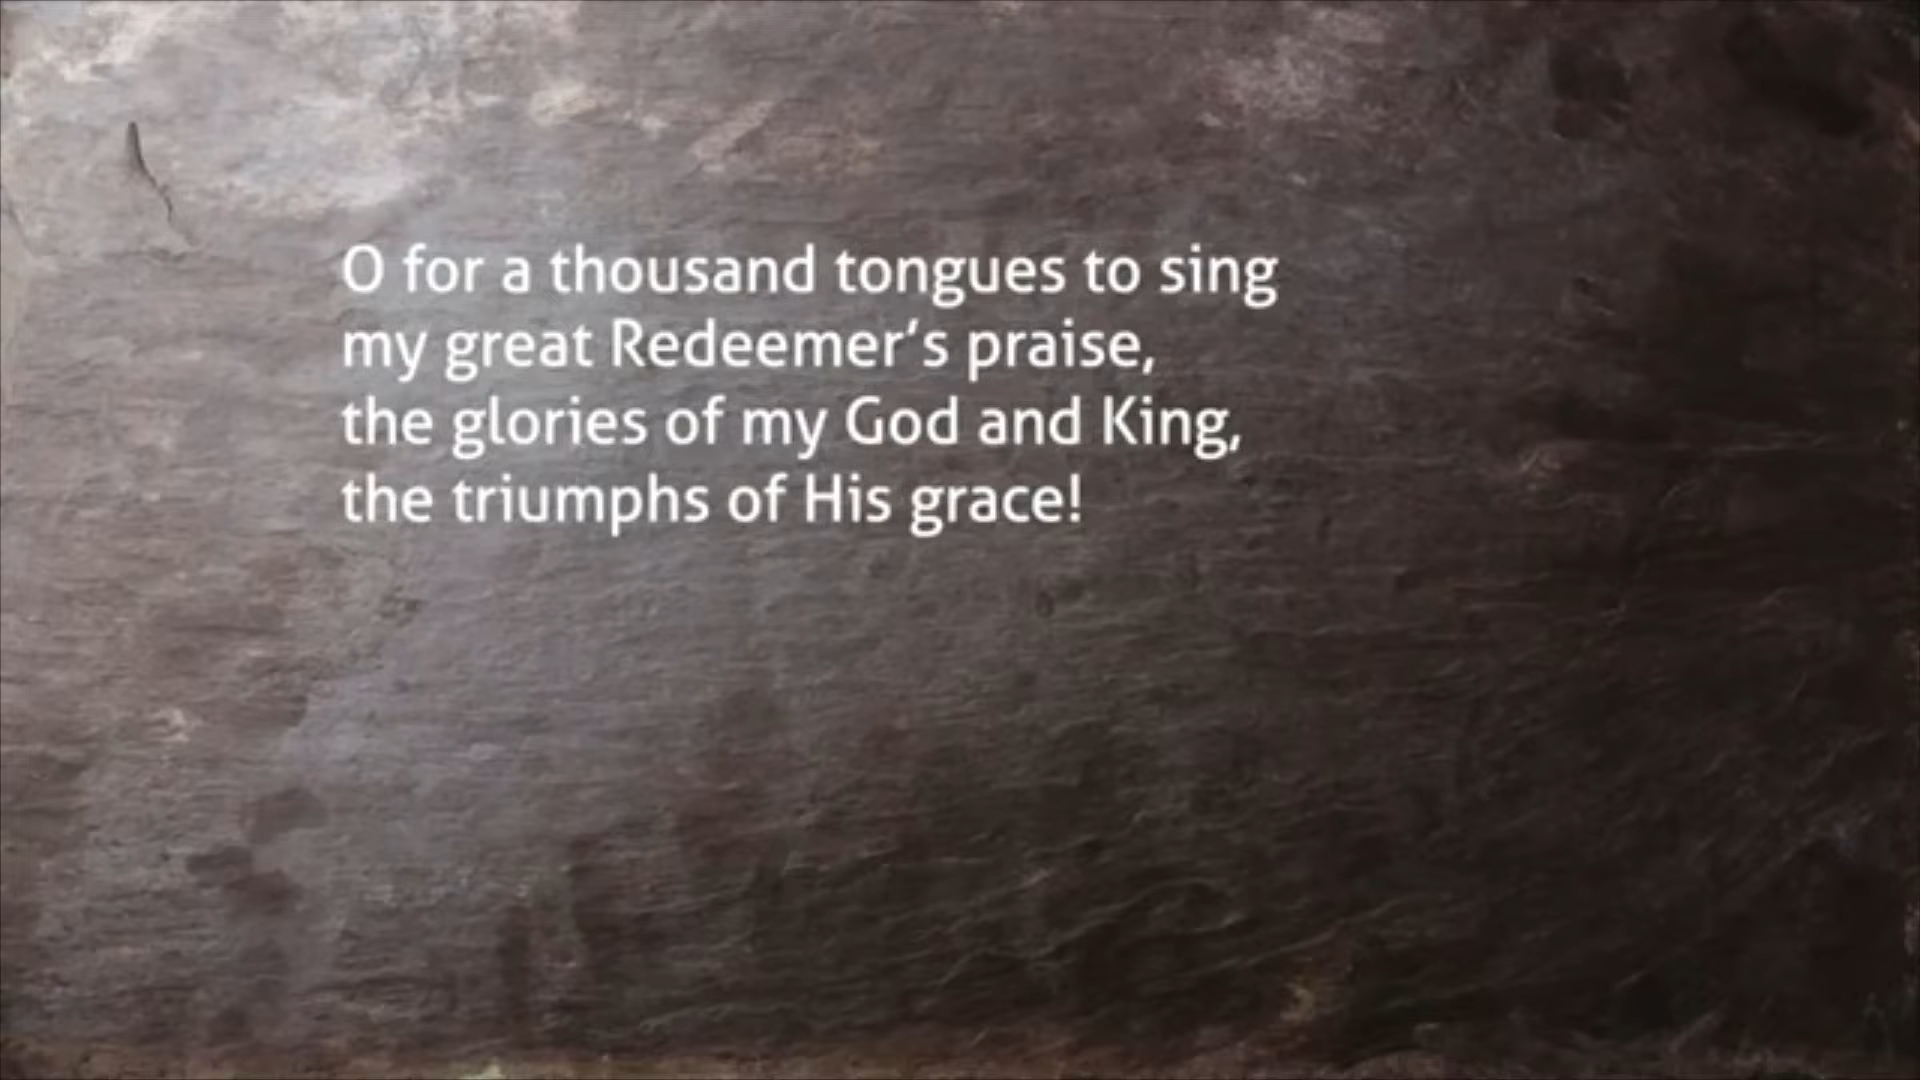 O for a thousand tongues to sing
my great Redeemer’s praise,
the glories of my God and King,
the triumphs of His grace!